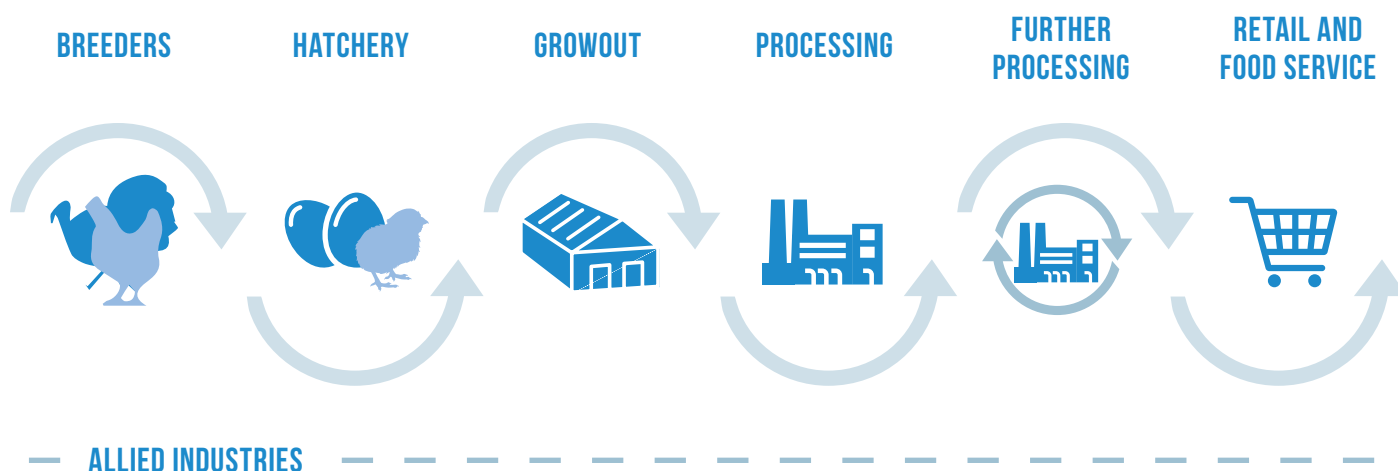 BREEDERS
HATCHERY
GROWOUT
PROCESSING
FURTHER
PROCESSING
RETAIL AND
FOOD SERVICE
ALLIED INDUSTRIES